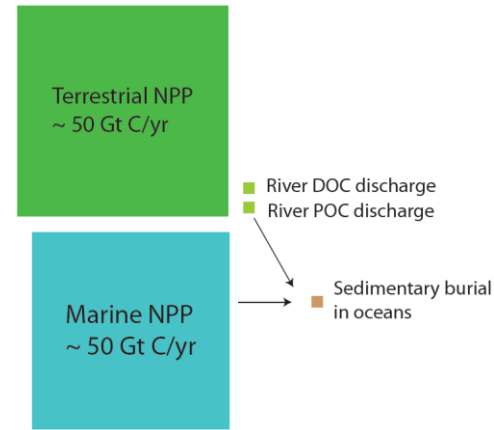 Terrestrial NPP
~ 50 Gt C/yr
River DOC discharge
River POC discharge
Sedimentary burial
in oceans
Marine NPP
~ 50 Gt C/yr